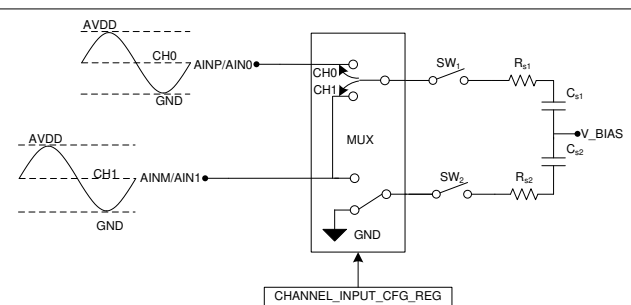 AVDD
CH0
AINP/AIN0
GND
AVDD
CH1
AINM/AIN1
GND
CH0
CH1
MUX
GND
SW1
Rs1
Cs1
V_BIAS
Cs2
SW2
Rs2
CHANNEL_INPUT_CFG_REG